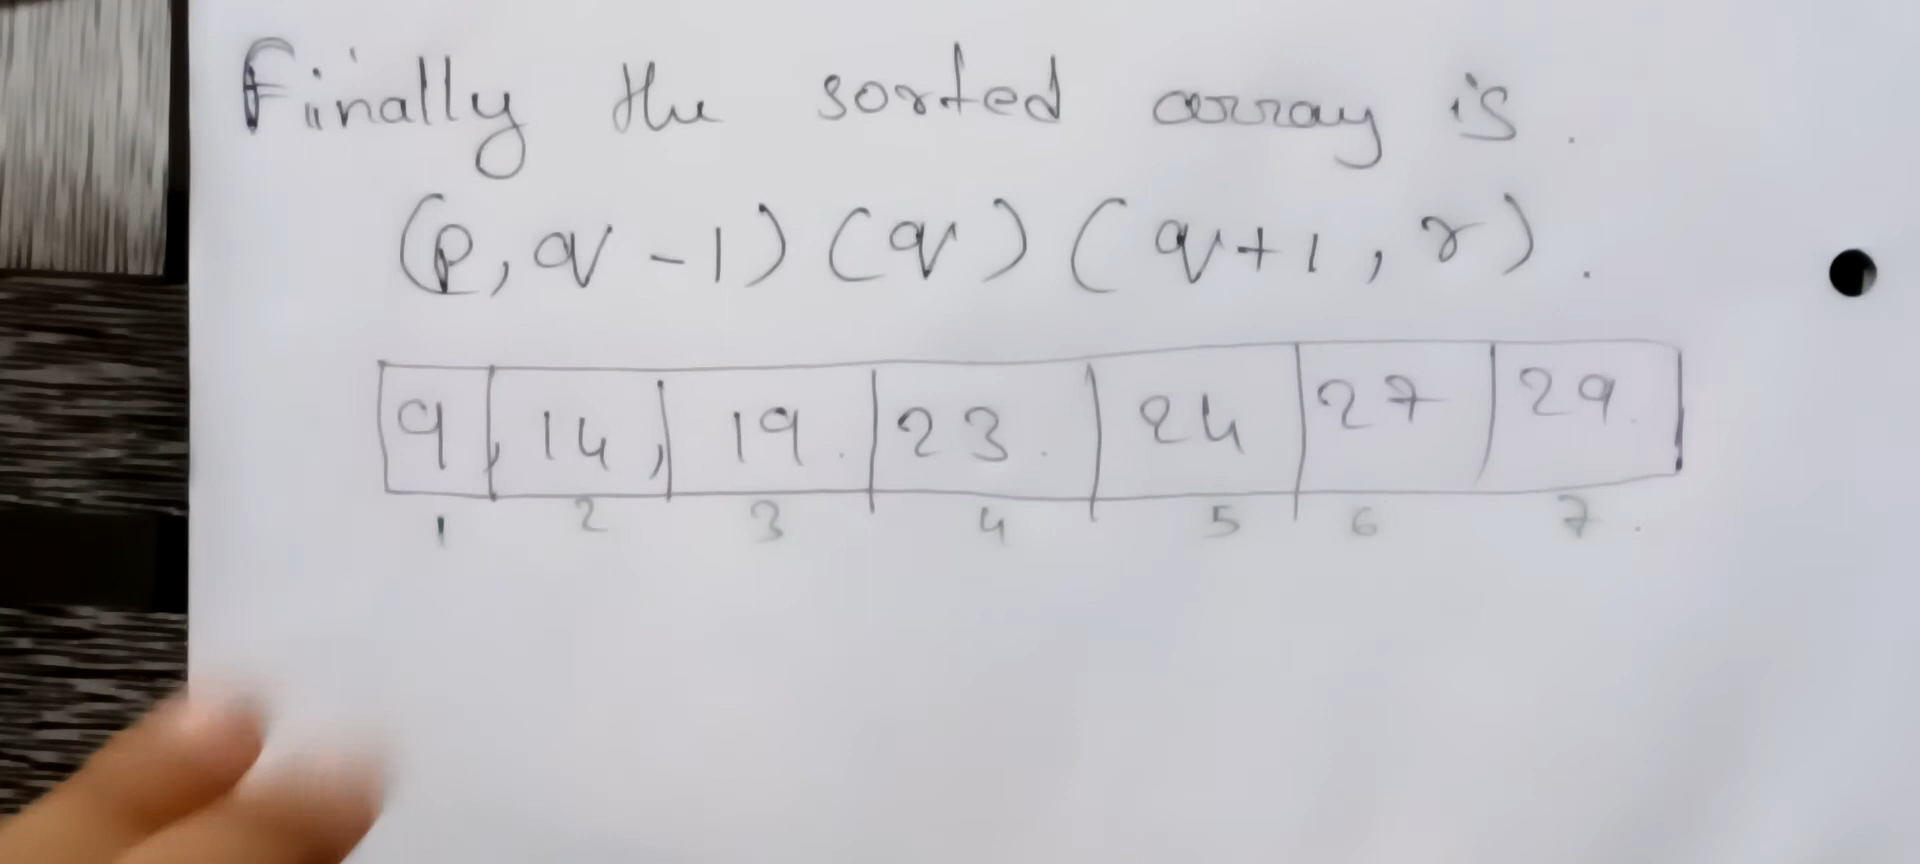 Finally the sorted array is.
(p, q - 1) (q) (q + 1, r).
9, 14, 19. 23. 24 27 29.
1 2 3 4 5 6 7.